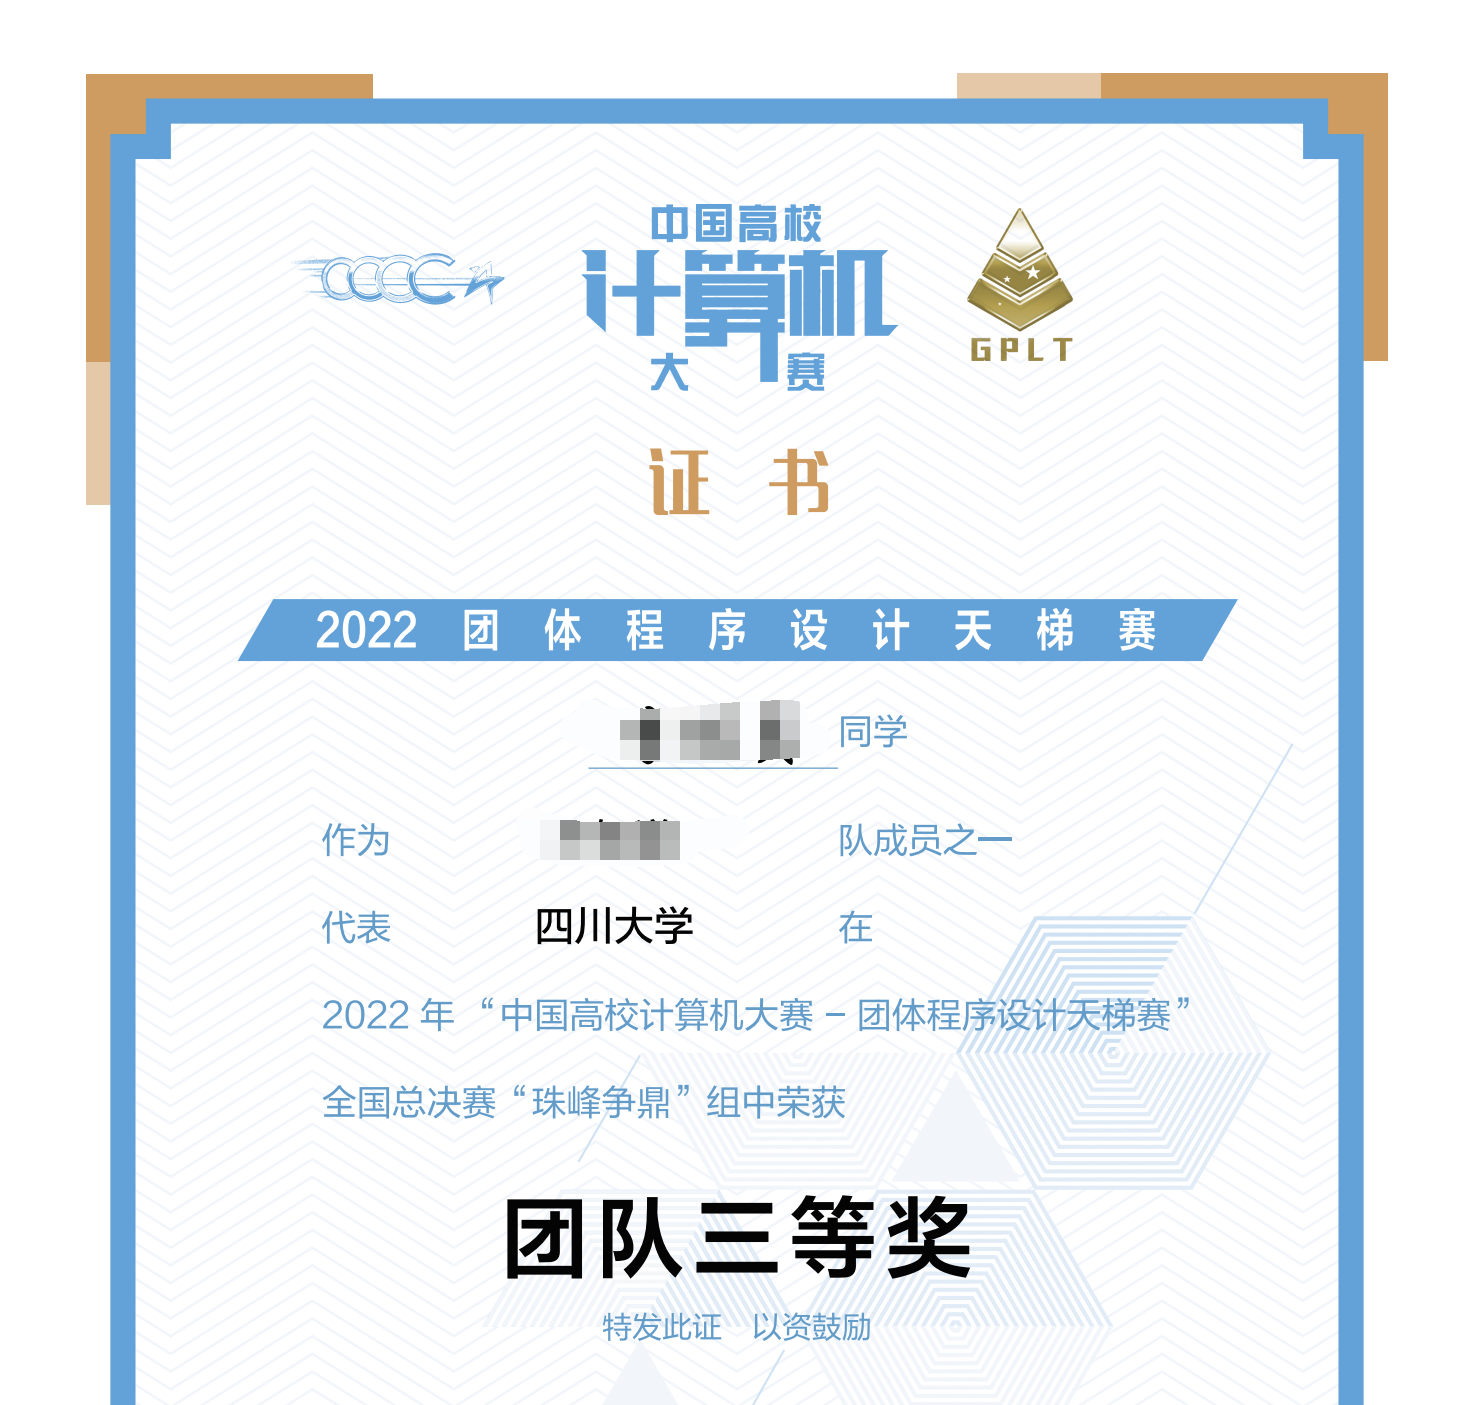 中国高校
计算机
大赛
CCCC
GPLT
证书
2022 团体程序设计天梯赛
同学
作为 队成员之一
代表 四川大学 在
2022 年 “中国高校计算机大赛 – 团体程序设计天梯赛”
全国总决赛“珠峰争鼎”组中荣获
团队三等奖
特发此证 以资鼓励